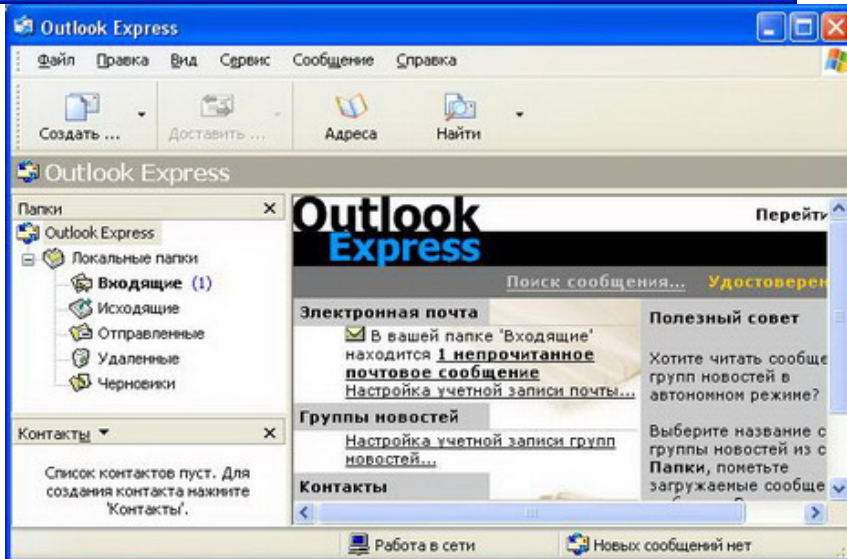 Outlook Express
Файл Правка Вид Сервис Сообщение Справка
Создать ... Доставить ... Адреса Найти
Outlook Express
Папки
Outlook Express
Локальные папки
Входящие (1)
Исходящие
Отправленные
Удаленные
Черновики
Контакты
Список контактов пуст. Для
создания контакта нажмите
'Контакты'.
Outlook
Express
Перейти
Поиск сообщения... Удостоверен
Электронная почта
В вашей папке 'Входящие'
находится 1 непрочитанное
почтовое сообщение
Настройка учетной записи почты...
Группы новостей
Настройка учетной записи групп
новостей...
Контакты
Полезный совет
Хотите читать сообще
групп новостей в
автономном режиме?
Выберите название с
группы новостей из с
Папки, пометьте
загружаемые сообще
Работа в сети
Новых сообщений нет